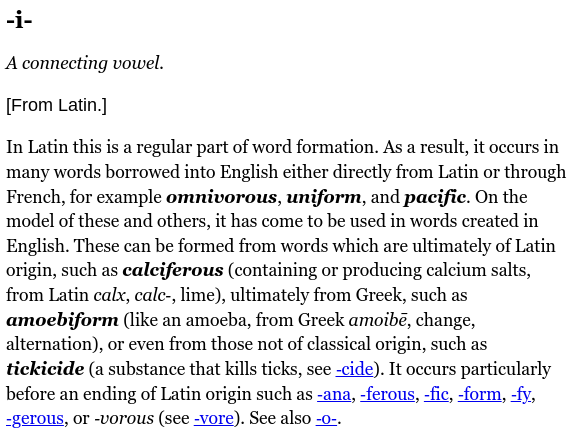 -i-
A connecting vowel.
[From Latin.]
In Latin this is a regular part of word formation. As a result, it occurs in
many words borrowed into English either directly from Latin or through
French, for example omnivorous, uniform, and pacific. On the
model of these and others, it has come to be used in words created in
English. These can be formed from words which are ultimately of Latin
origin, such as calciferous (containing or producing calcium salts,
from Latin calx, calc-, lime), ultimately from Greek, such as
amoebiform (like an amoeba, from Greek amoibē, change,
alternation), or even from those not of classical origin, such as
tickicide (a substance that kills ticks, see -cide). It occurs particularly
before an ending of Latin origin such as -ana, -ferous, -fic, -form, -fy,
-gerous, or -vorous (see -vore). See also -o-.